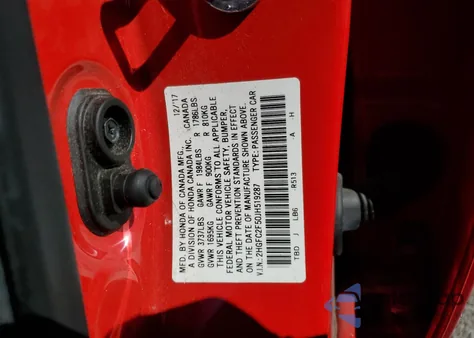 MFD. BY HONDA OF CANADA MFG., 12/17
A DIVISION OF HONDA CANADA INC. CANADA
GVWR 3737LBS GAWR F 1984LBS R 1786LBS
GVWR 1695KG GAWR F 900KG R 810KG
THIS VEHICLE CONFORMS TO ALL APPLICABLE
FEDERAL MOTOR VEHICLE SAFETY, BUMPER,
AND THEFT PREVENTION STANDARDS IN EFFECT
ON THE DATE OF MANUFACTURE SHOWN ABOVE.
V.I.N.: 2HGFC2F50JH519287 TYPE: PASSENGER CAR
TBD J LB6 R513 A H